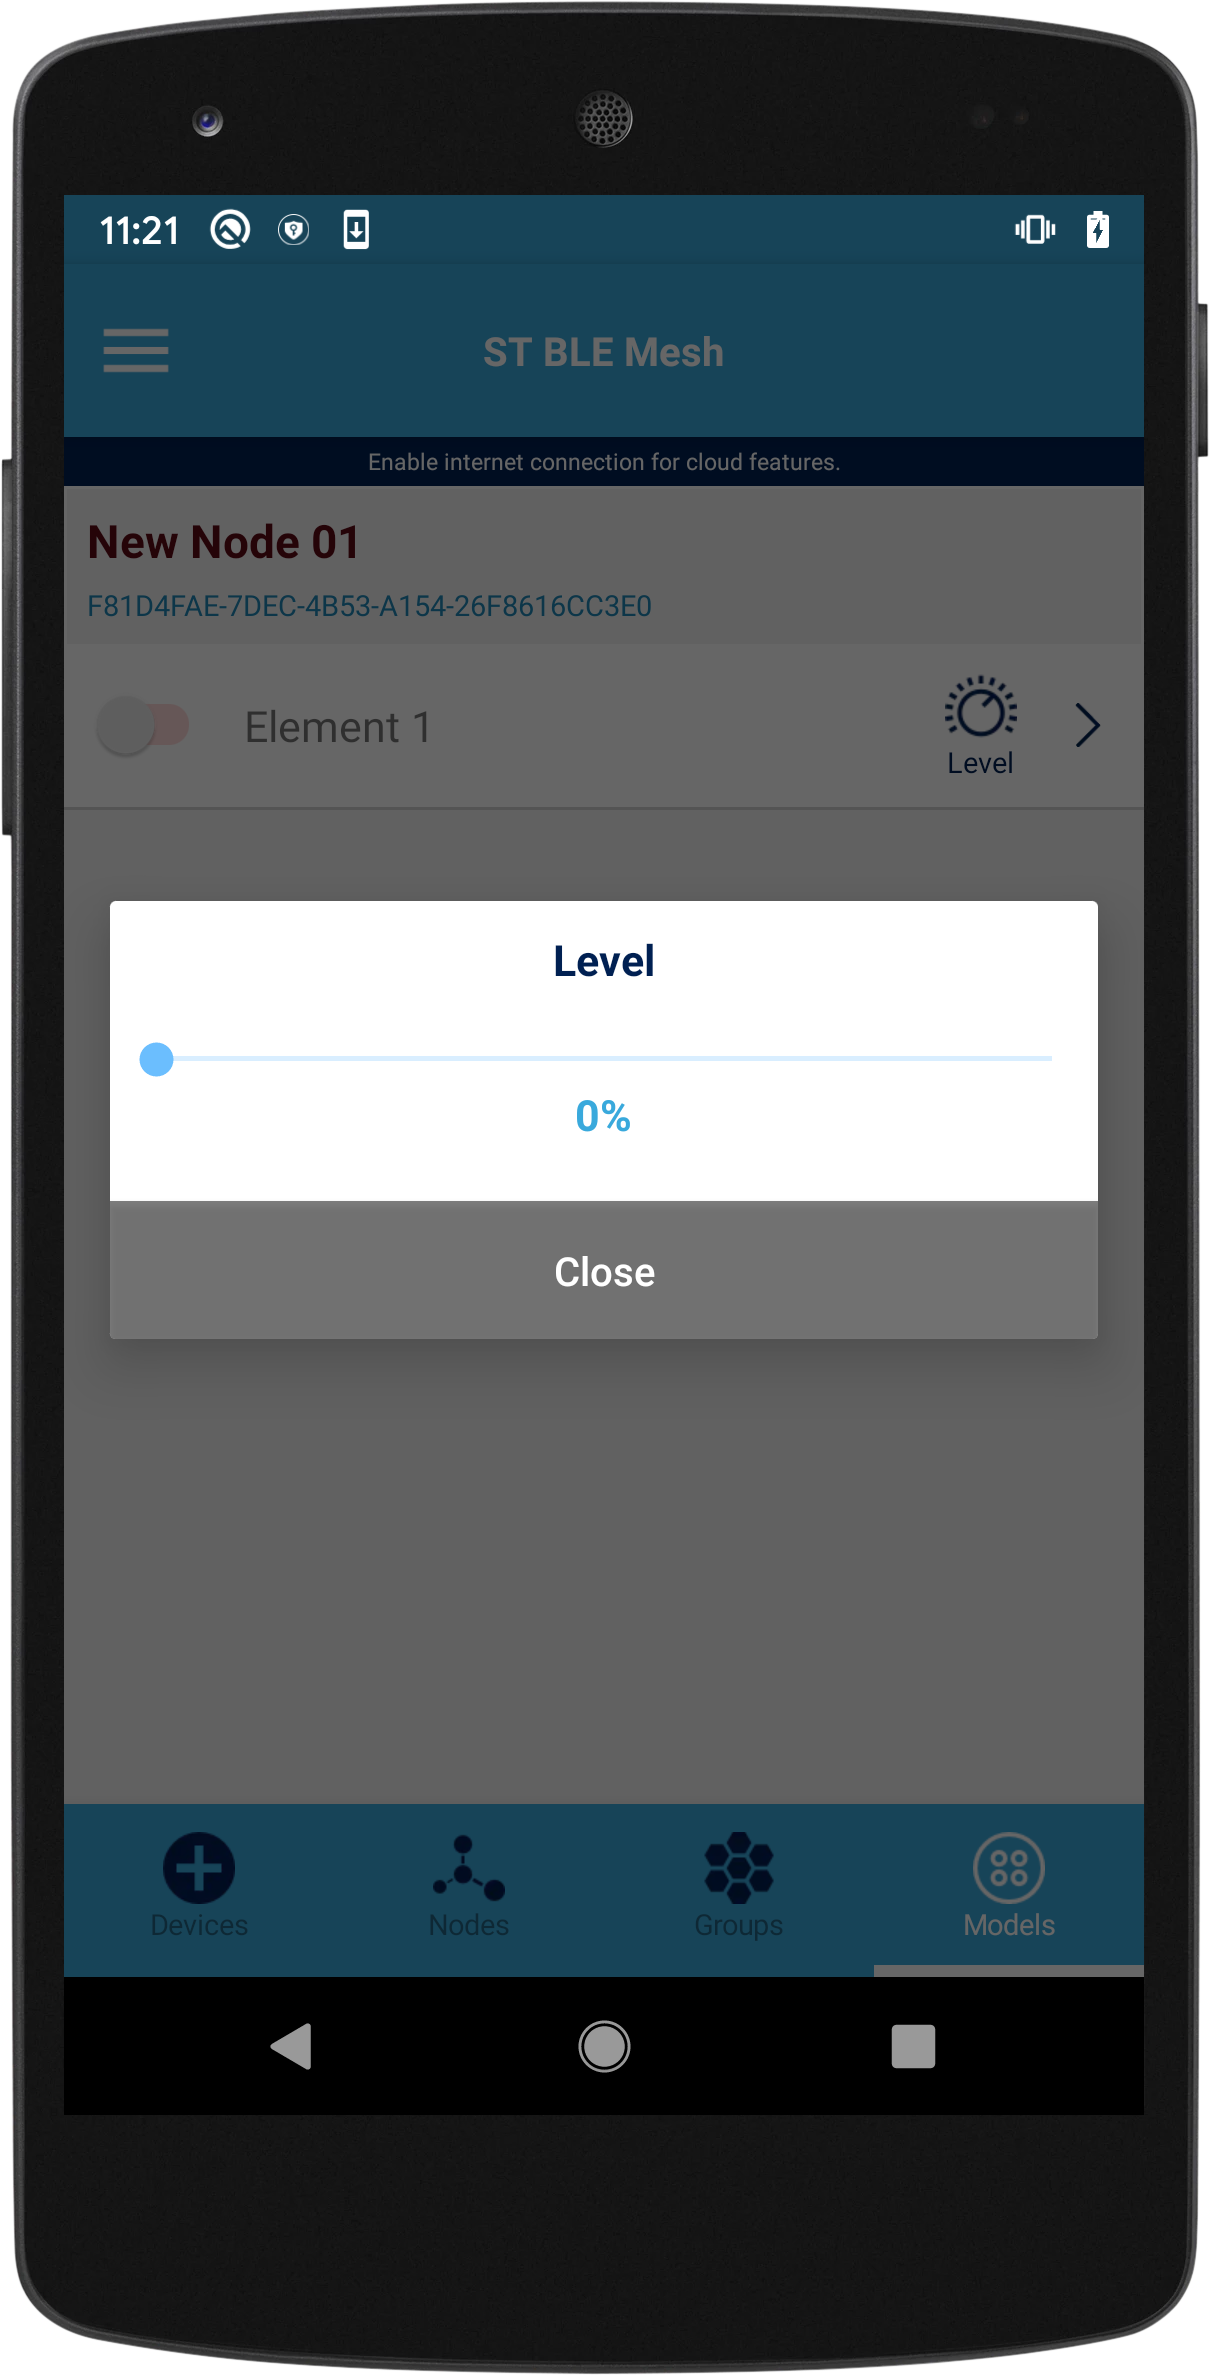 11:21
ST BLE Mesh
Enable internet connection for cloud features.
New Node 01
F81D4FAE-7DEC-4B53-A154-26F8616CC3E0
Element 1
Level
Level
0%
Close
Devices
Nodes
Groups
Models